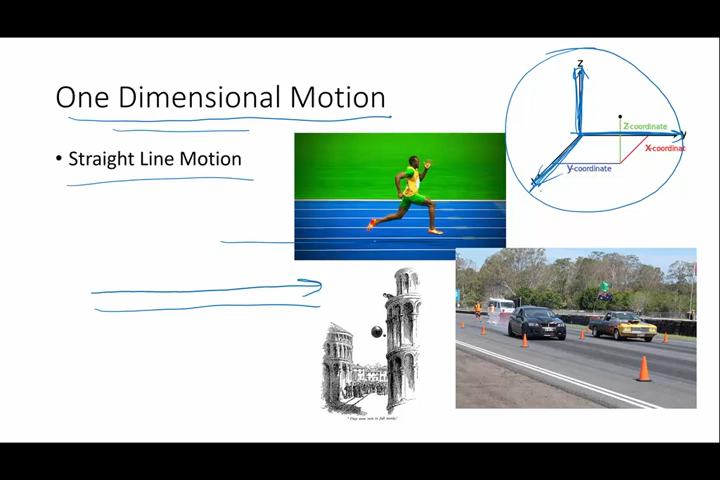 One Dimensional Motion
• Straight Line Motion
Z
Z-coordinate
X-coordinat
y-coordinate